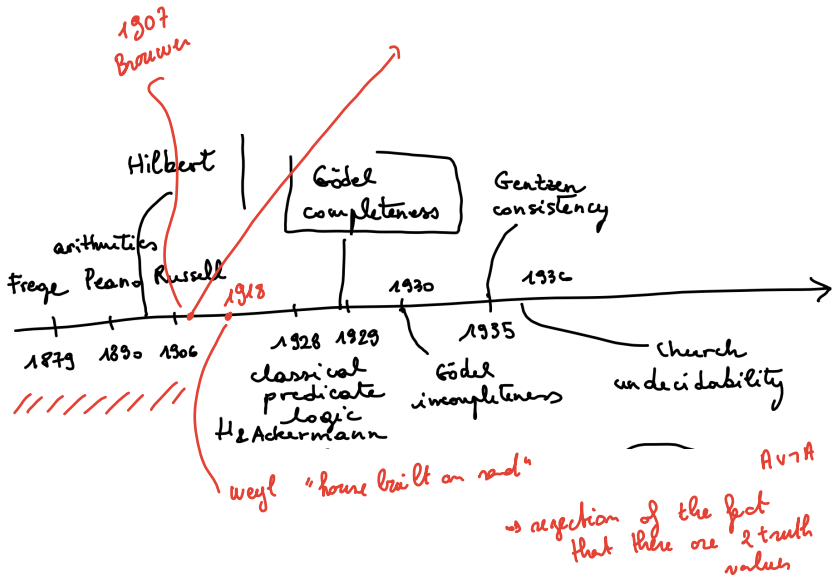 1907
Brouwer
Hilbert
Gödel
completeness
Gentzen
consistency
arithmetics
Frege Peano Russell
1918
1930
1936
1879 1890 1906
1928 1929
1935
classical
predicate
logic
H&Ackermann
Gödel
incompleteness
Church
undecidability
weyl "house built on sand"
A∨¬A
⇒ rejection of the fact
that there are 2 truth
values